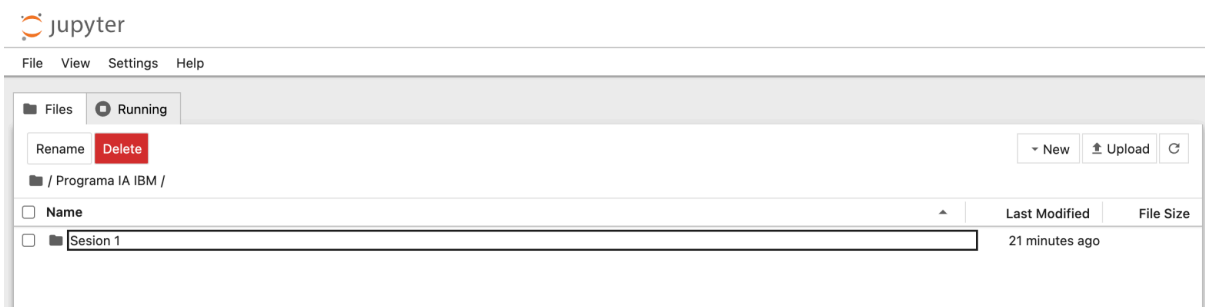 jupyter
File View Settings Help
Files Running
Rename Delete New Upload
/ Programa IA IBM /
Name Last Modified File Size
Sesion 1 21 minutes ago